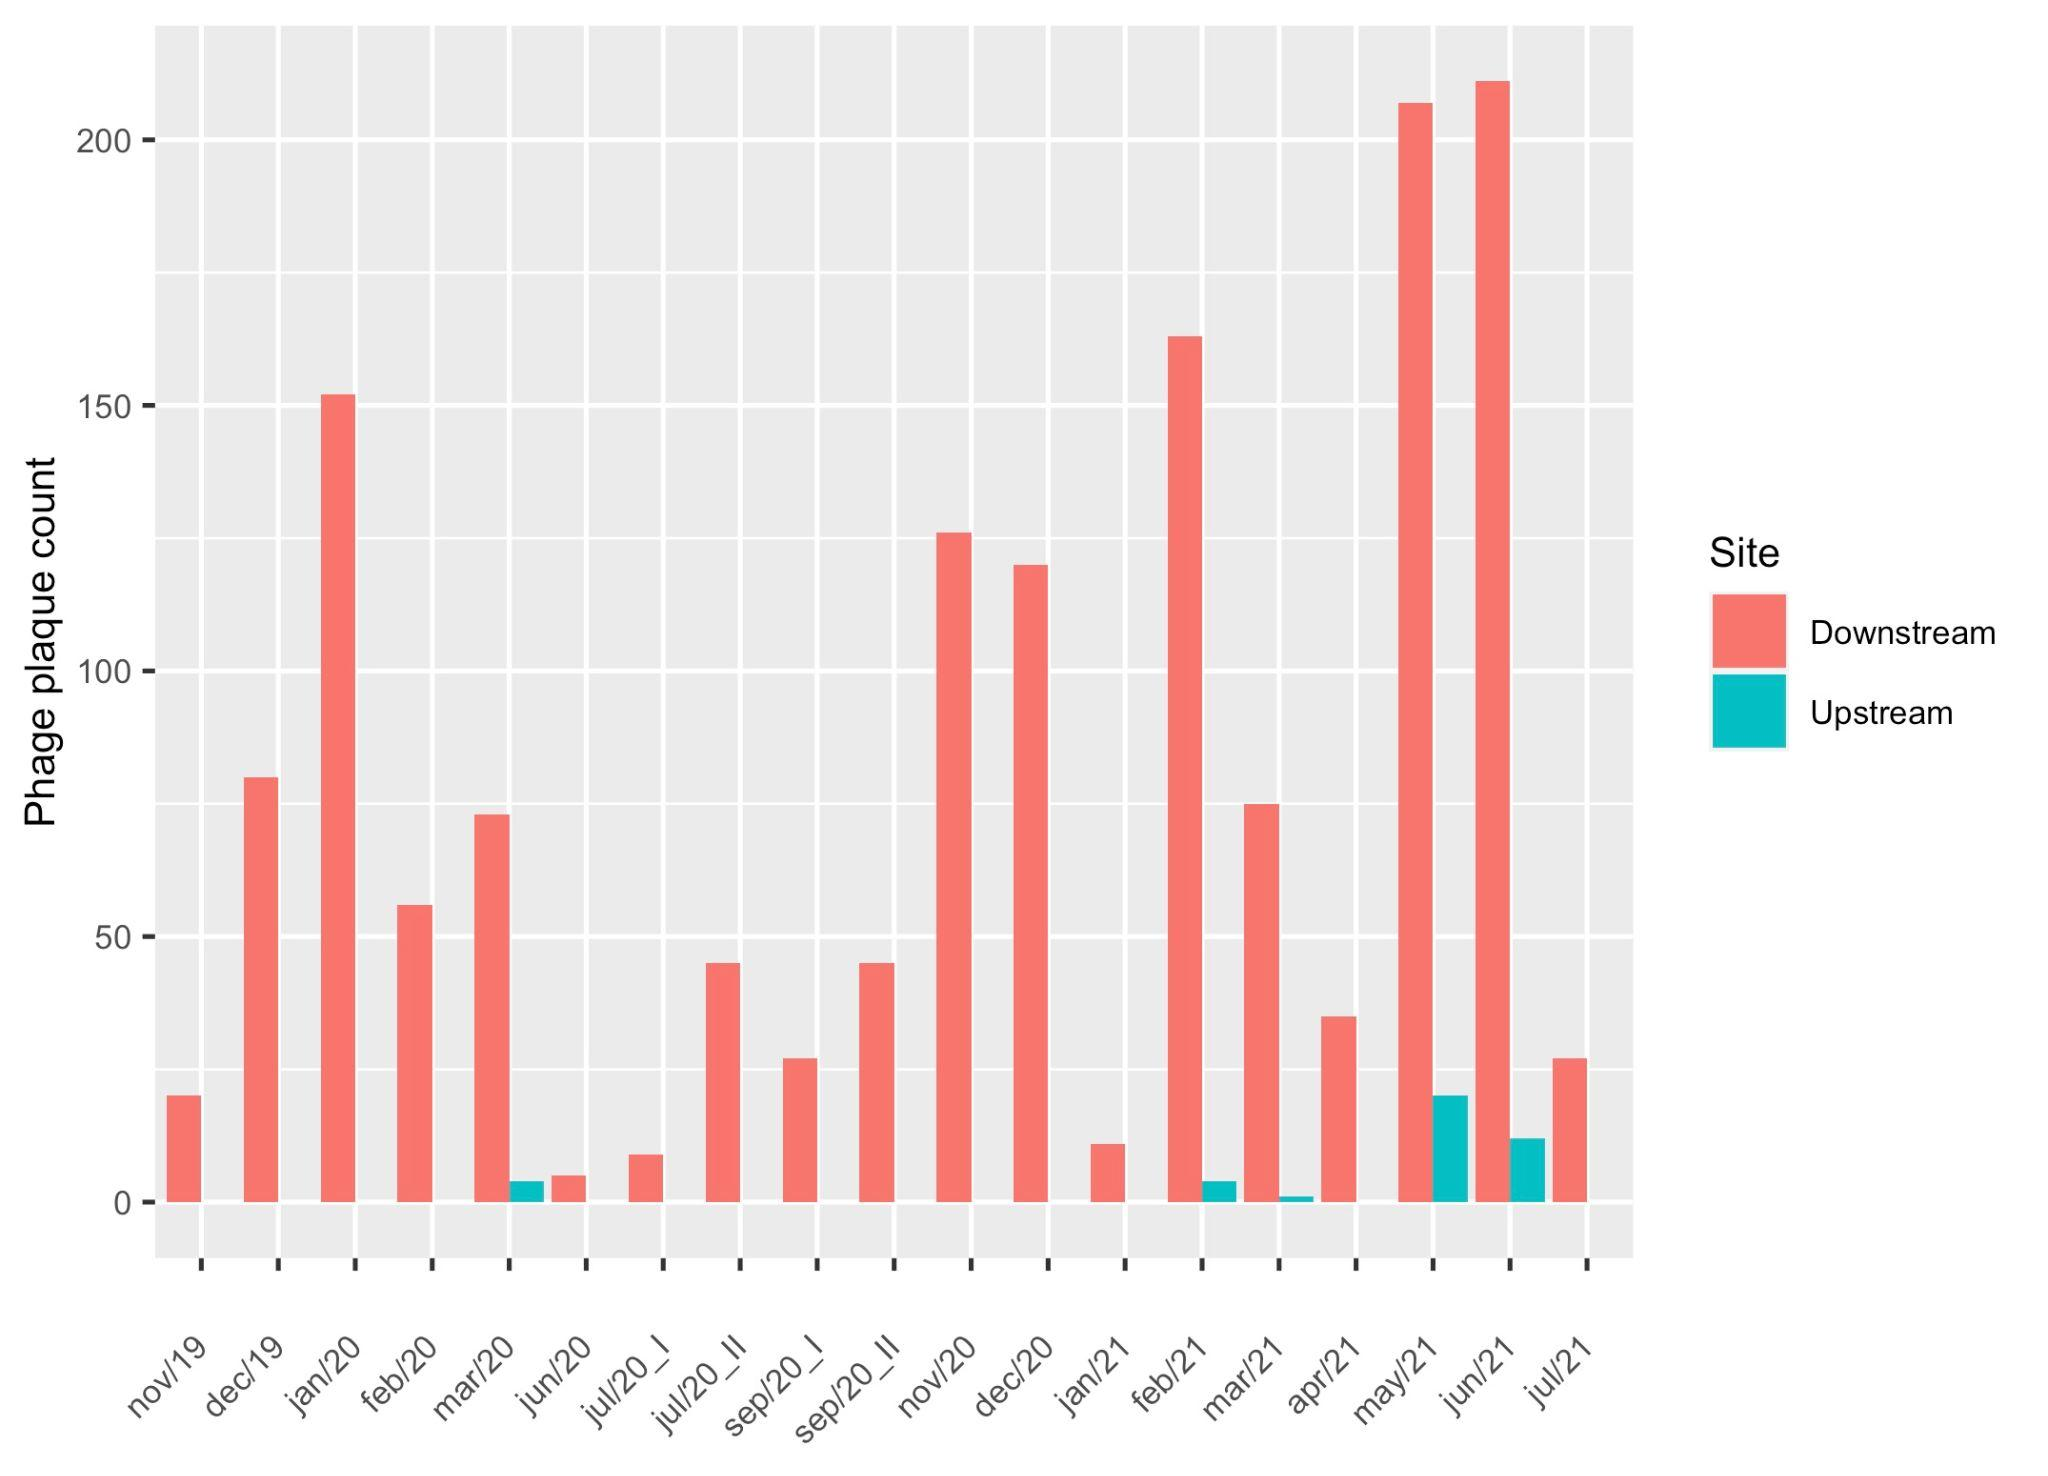 Phage plaque count
200
150
100
50
0
nov/19
dec/19
jan/20
feb/20
mar/20
jun/20
jul/20_I
jul/20_II
sep/20_I
sep/20_II
nov/20
dec/20
jan/21
feb/21
mar/21
apr/21
may/21
jun/21
jul/21
Site
Downstream
Upstream